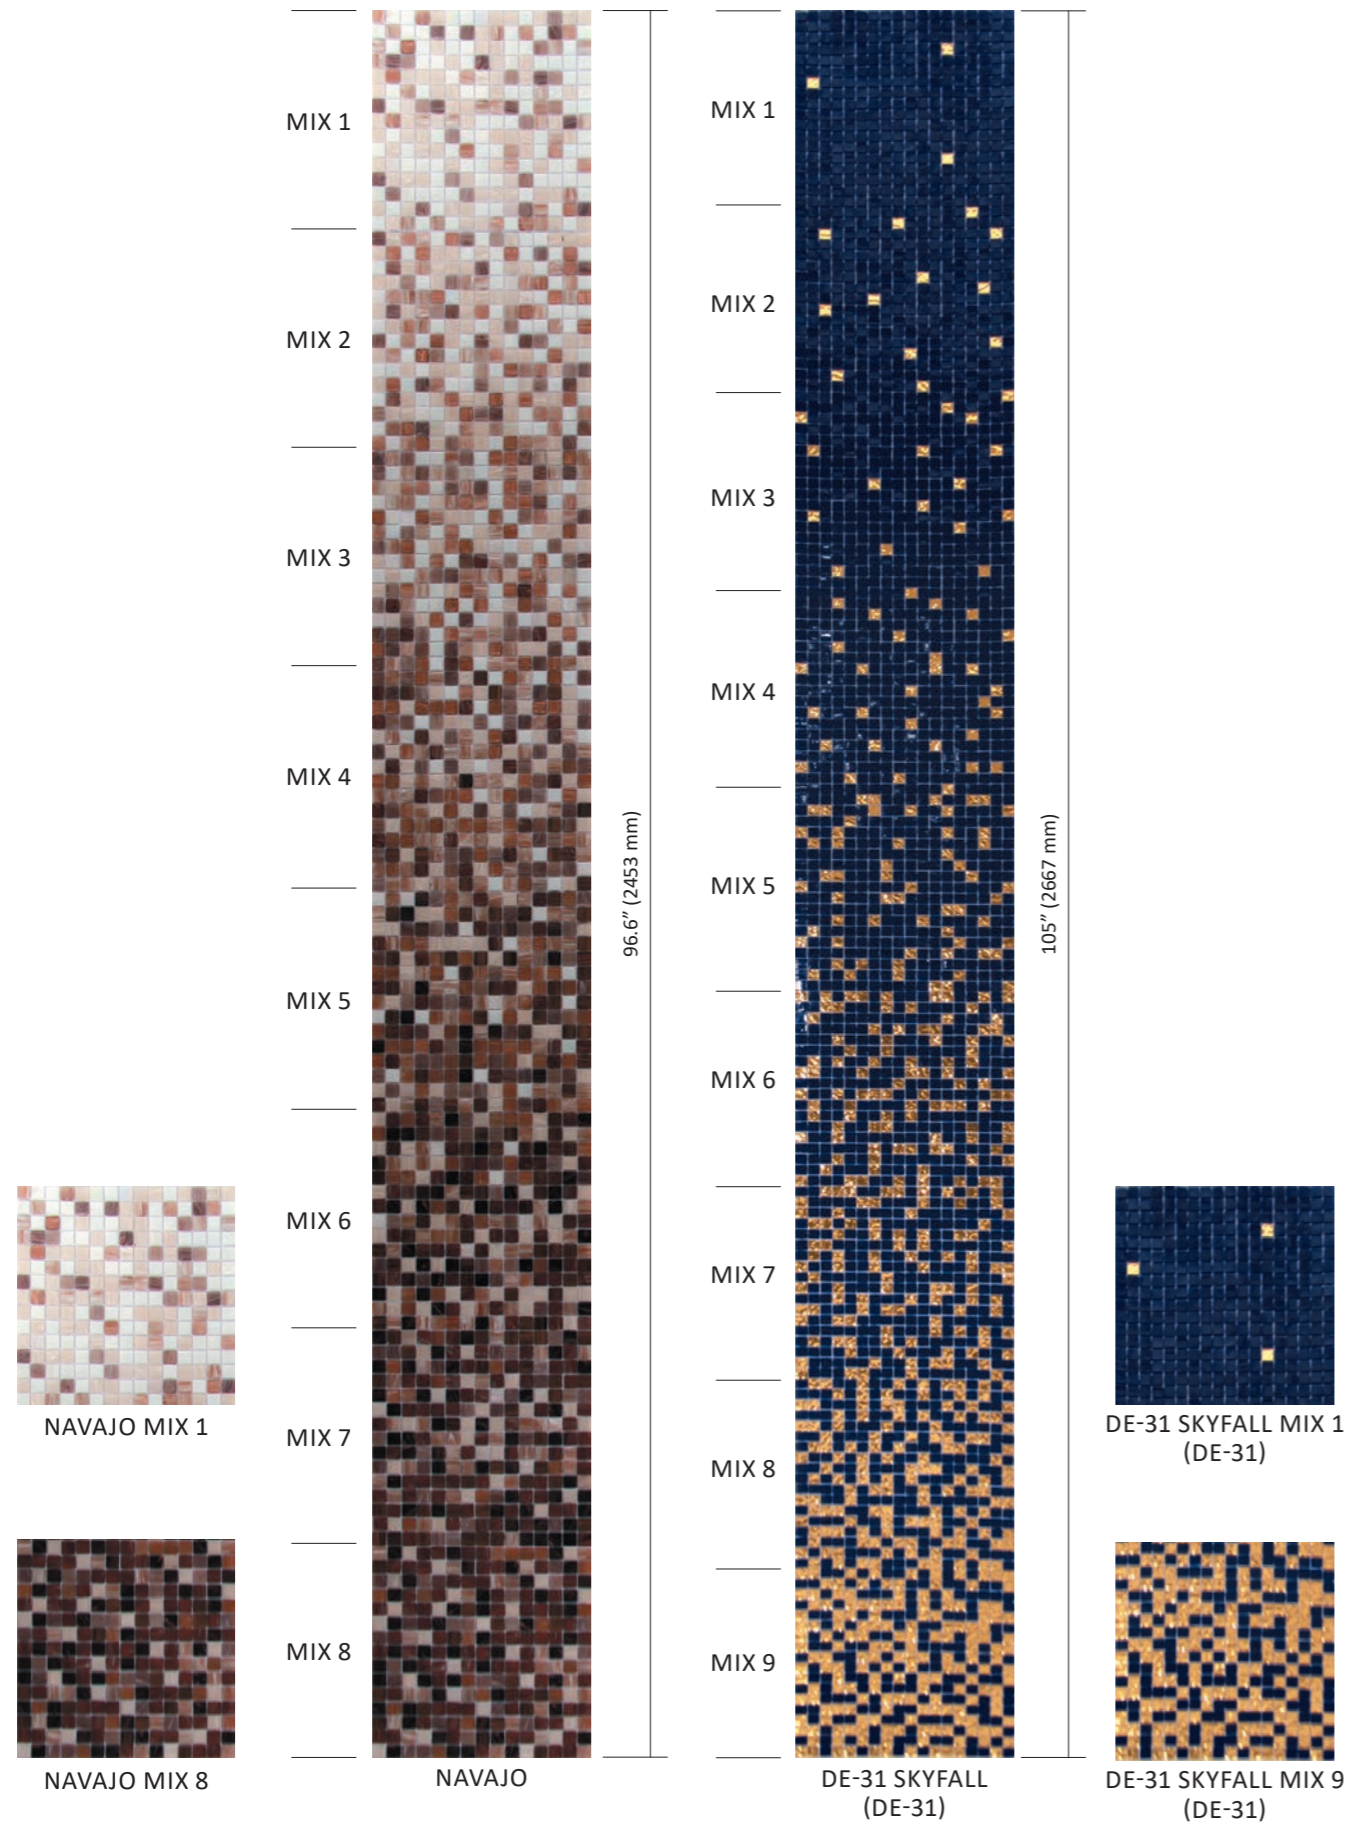 MIX 1
MIX 2
MIX 3
MIX 4
MIX 5
MIX 6
MIX 7
MIX 8
96.6” (2453 mm)
NAVAJO
NAVAJO MIX 1
NAVAJO MIX 8
MIX 1
MIX 2
MIX 3
MIX 4
MIX 5
MIX 6
MIX 7
MIX 8
MIX 9
105” (2667 mm)
DE-31 SKYFALL
(DE-31)
DE-31 SKYFALL MIX 1
(DE-31)
DE-31 SKYFALL MIX 9
(DE-31)